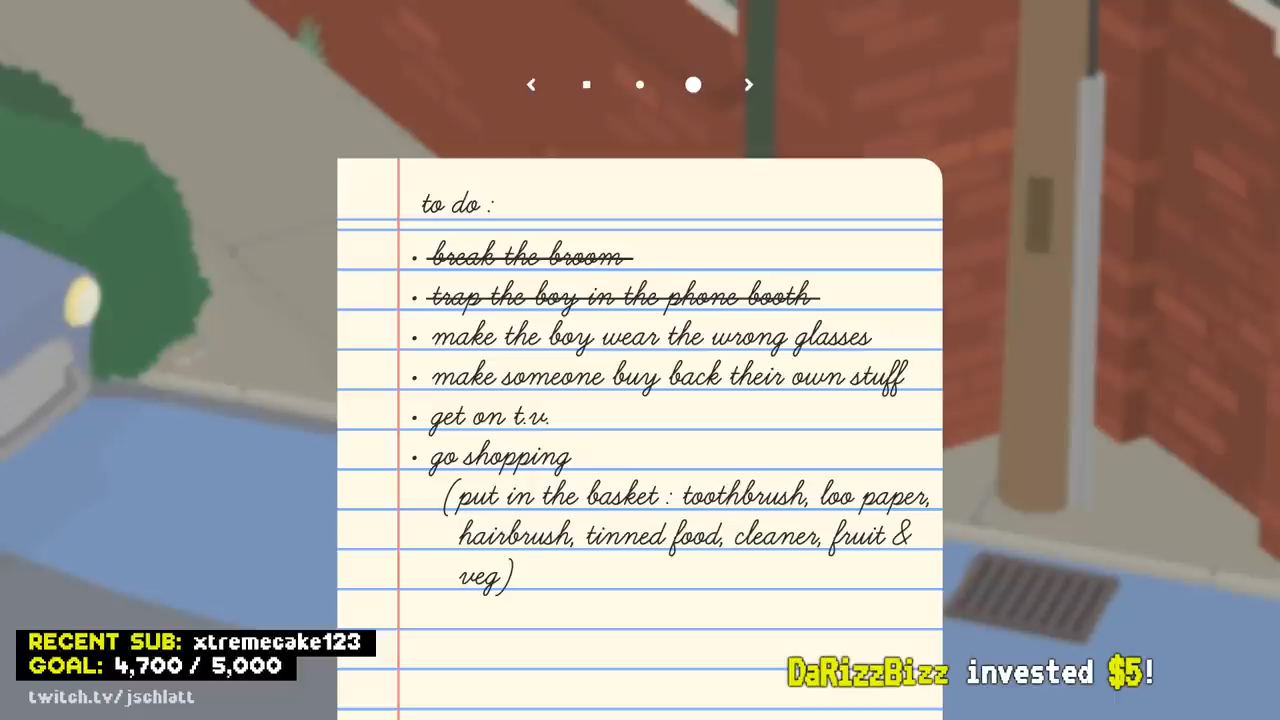 to do :
• break the broom
• trap the boy in the phone booth
• make the boy wear the wrong glasses
• make someone buy back their own stuff
• get on t.v.
• go shopping
(put in the basket : toothbrush, loo paper,
hairbrush, tinned food, cleaner, fruit &
veg)
RECENT SUB: xtremecake123
GOAL: 4,700 / 5,000
twitch.tv/jschlatt
DaRizzBizz invested $5!